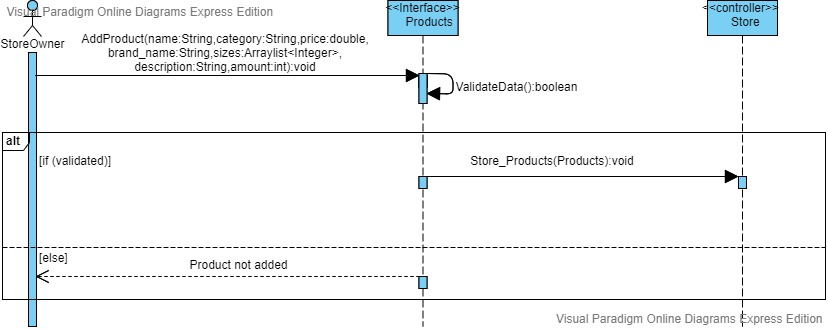 Visual Paradigm Online Diagrams Express Edition
<<Interface>>
Products
<<controller>>
Store
StoreOwner
AddProduct(name:String,category:String,price:double,
brand_name:String,sizes:Arraylist<Integer>,
description:String,amount:int):void
ValidateData():boolean
alt
[if (validated)]
Store_Products(Products):void
[else]
Product not added
Visual Paradigm Online Diagrams Express Edition